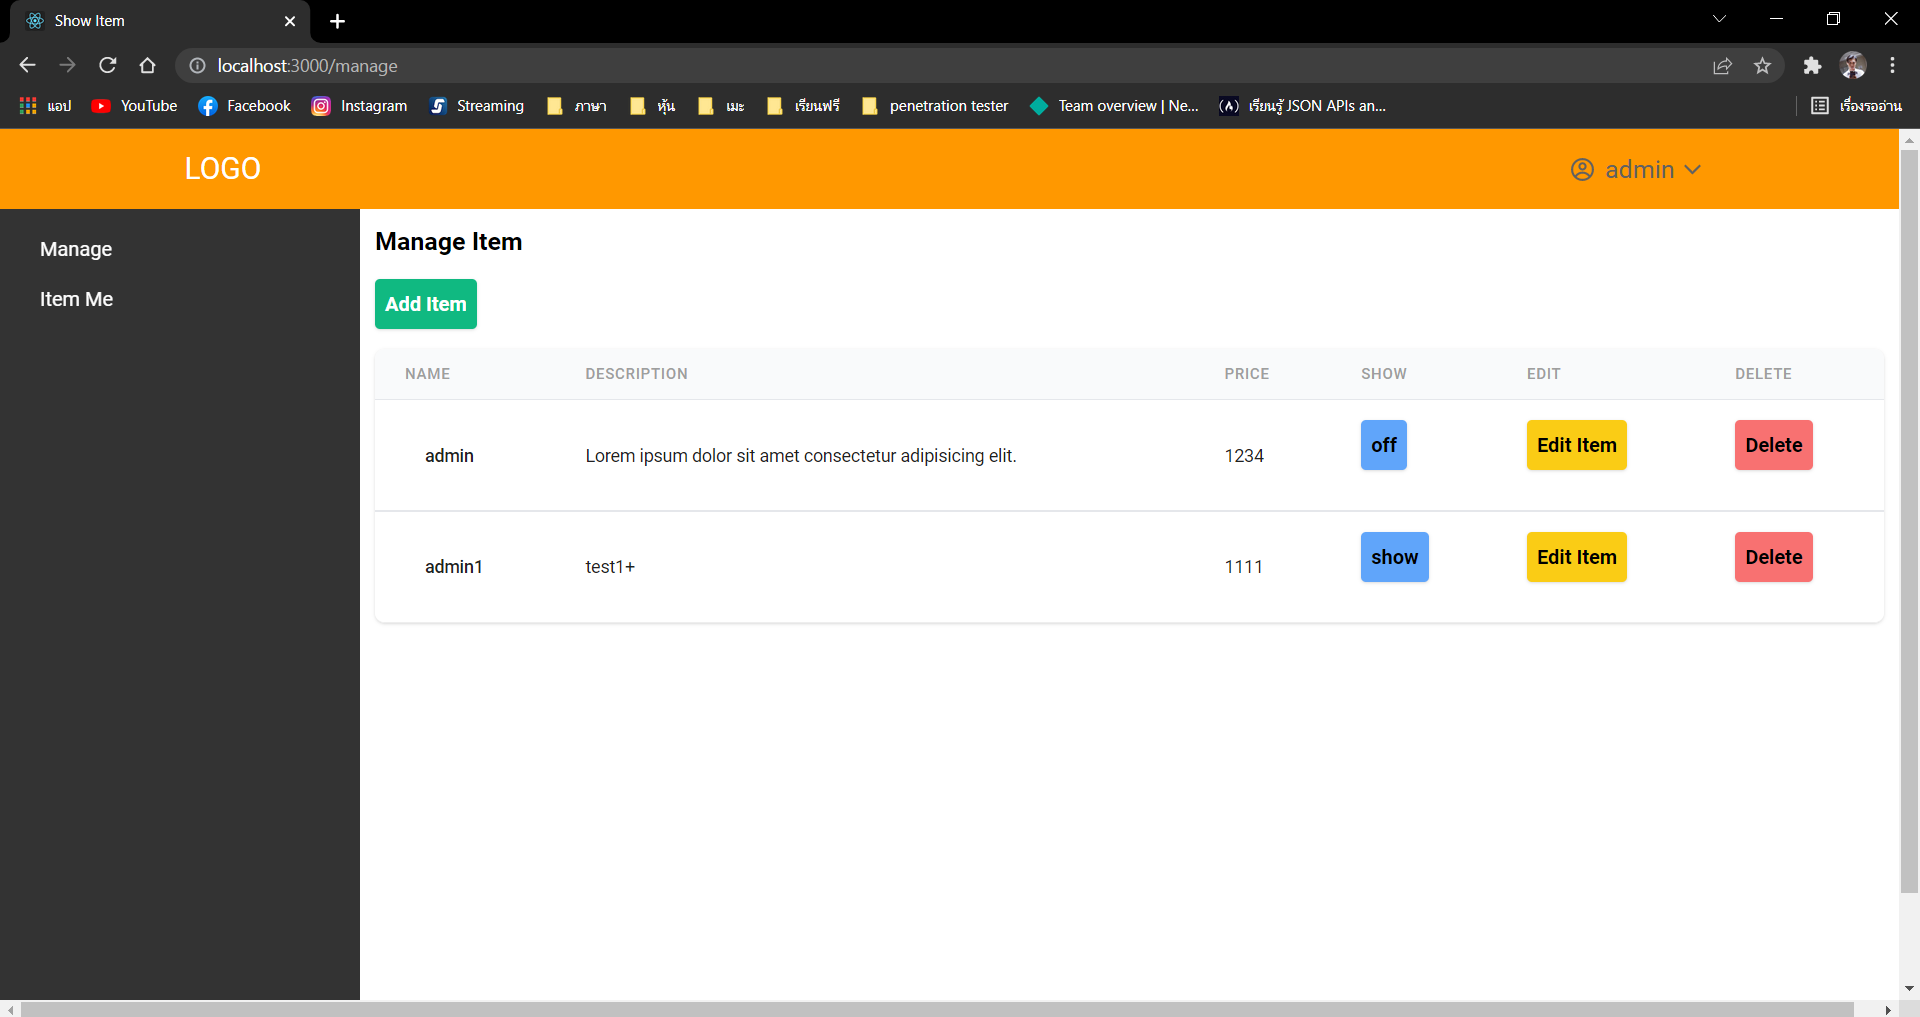 Show Item
localhost:3000/manage
แอป YouTube Facebook Instagram Streaming ภาษา หุ้น เมะ เรียนฟรี penetration tester Team overview | Ne... เรียนรู้ JSON APIs an... เรื่องรออ่าน
LOGO admin
Manage
Item Me
Manage Item
Add Item
NAME DESCRIPTION PRICE SHOW EDIT DELETE
admin Lorem ipsum dolor sit amet consectetur adipisicing elit. 1234 off Edit Item Delete
admin1 test1+ 1111 show Edit Item Delete